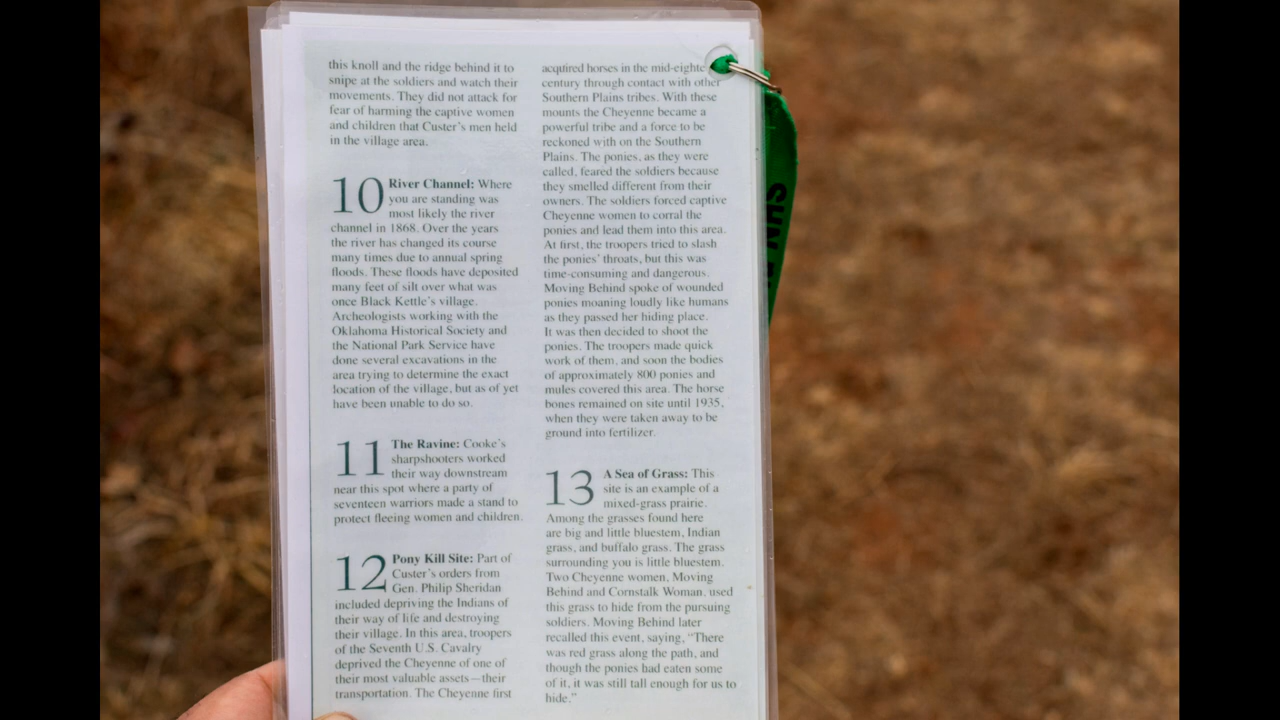 this knoll and the ridge behind it to
snipe at the soldiers and watch their
movements. They did not attack for
fear of harming the captive women
and children that Custer's men held
in the village area.
10 River Channel: Where
you are standing was
most likely the river
channel in 1868. Over the years
the river has changed its course
many times due to annual spring
floods. These floods have deposited
many feet of silt over what was
once Black Kettle's village.
Archeologists working with the
Oklahoma Historical Society and
the National Park Service have
done several excavations in the
area trying to determine the exact
location of the village, but as of yet
have been unable to do so.
11 The Ravine: Cooke's
sharpshooters worked
their way downstream
near this spot where a party of
seventeen warriors made a stand to
protect fleeing women and children.
12 Pony Kill Site: Part of
Custer's orders from
Gen. Philip Sheridan
included depriving the Indians of
their way of life and destroying
their village. In this area, troopers
of the Seventh U.S. Cavalry
deprived the Cheyenne of one of
their most valuable assets—their
transportation. The Cheyenne first
acquired horses in the mid-eighte
century through contact with other
Southern Plains tribes. With these
mounts the Cheyenne became a
powerful tribe and a force to be
reckoned with on the Southern
Plains. The ponies, as they were
called, feared the soldiers because
they smelled different from their
owners. The soldiers forced captive
Cheyenne women to corral the
ponies and lead them into this area.
At first, the troopers tried to slash
the ponies' throats, but this was
time-consuming and dangerous.
Moving Behind spoke of wounded
ponies moaning loudly like humans
as they passed her hiding place.
It was then decided to shoot the
ponies. The troopers made quick
work of them, and soon the bodies
of approximately 800 ponies and
mules covered this area. The horse
bones remained on site until 1935,
when they were taken away to be
ground into fertilizer.
13 A Sea of Grass: This
site is an example of a
mixed-grass prairie.
Among the grasses found here
are big and little bluestem, Indian
grass, and buffalo grass. The grass
surrounding you is little bluestem.
Two Cheyenne women, Moving
Behind and Cornstalk Woman, used
this grass to hide from the pursuing
soldiers. Moving Behind later
recalled this event, saying, "There
was red grass along the path, and
though the ponies had eaten some
of it, it was still tall enough for us to
hide."